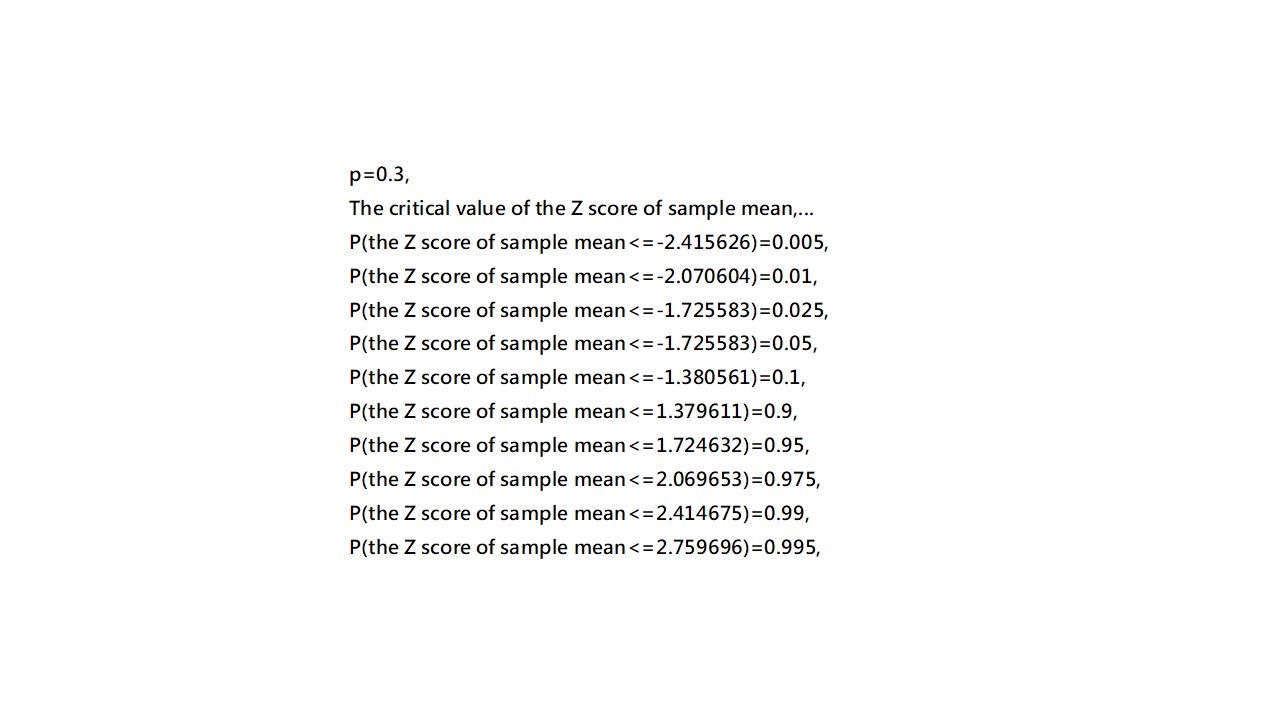 p=0.3,
The critical value of the Z score of sample mean,...
P(the Z score of sample mean<=-2.415626)=0.005,
P(the Z score of sample mean<=-2.070604)=0.01,
P(the Z score of sample mean<=-1.725583)=0.025,
P(the Z score of sample mean<=-1.725583)=0.05,
P(the Z score of sample mean<=-1.380561)=0.1,
P(the Z score of sample mean<=1.379611)=0.9,
P(the Z score of sample mean<=1.724632)=0.95,
P(the Z score of sample mean<=2.069653)=0.975,
P(the Z score of sample mean<=2.414675)=0.99,
P(the Z score of sample mean<=2.759696)=0.995,